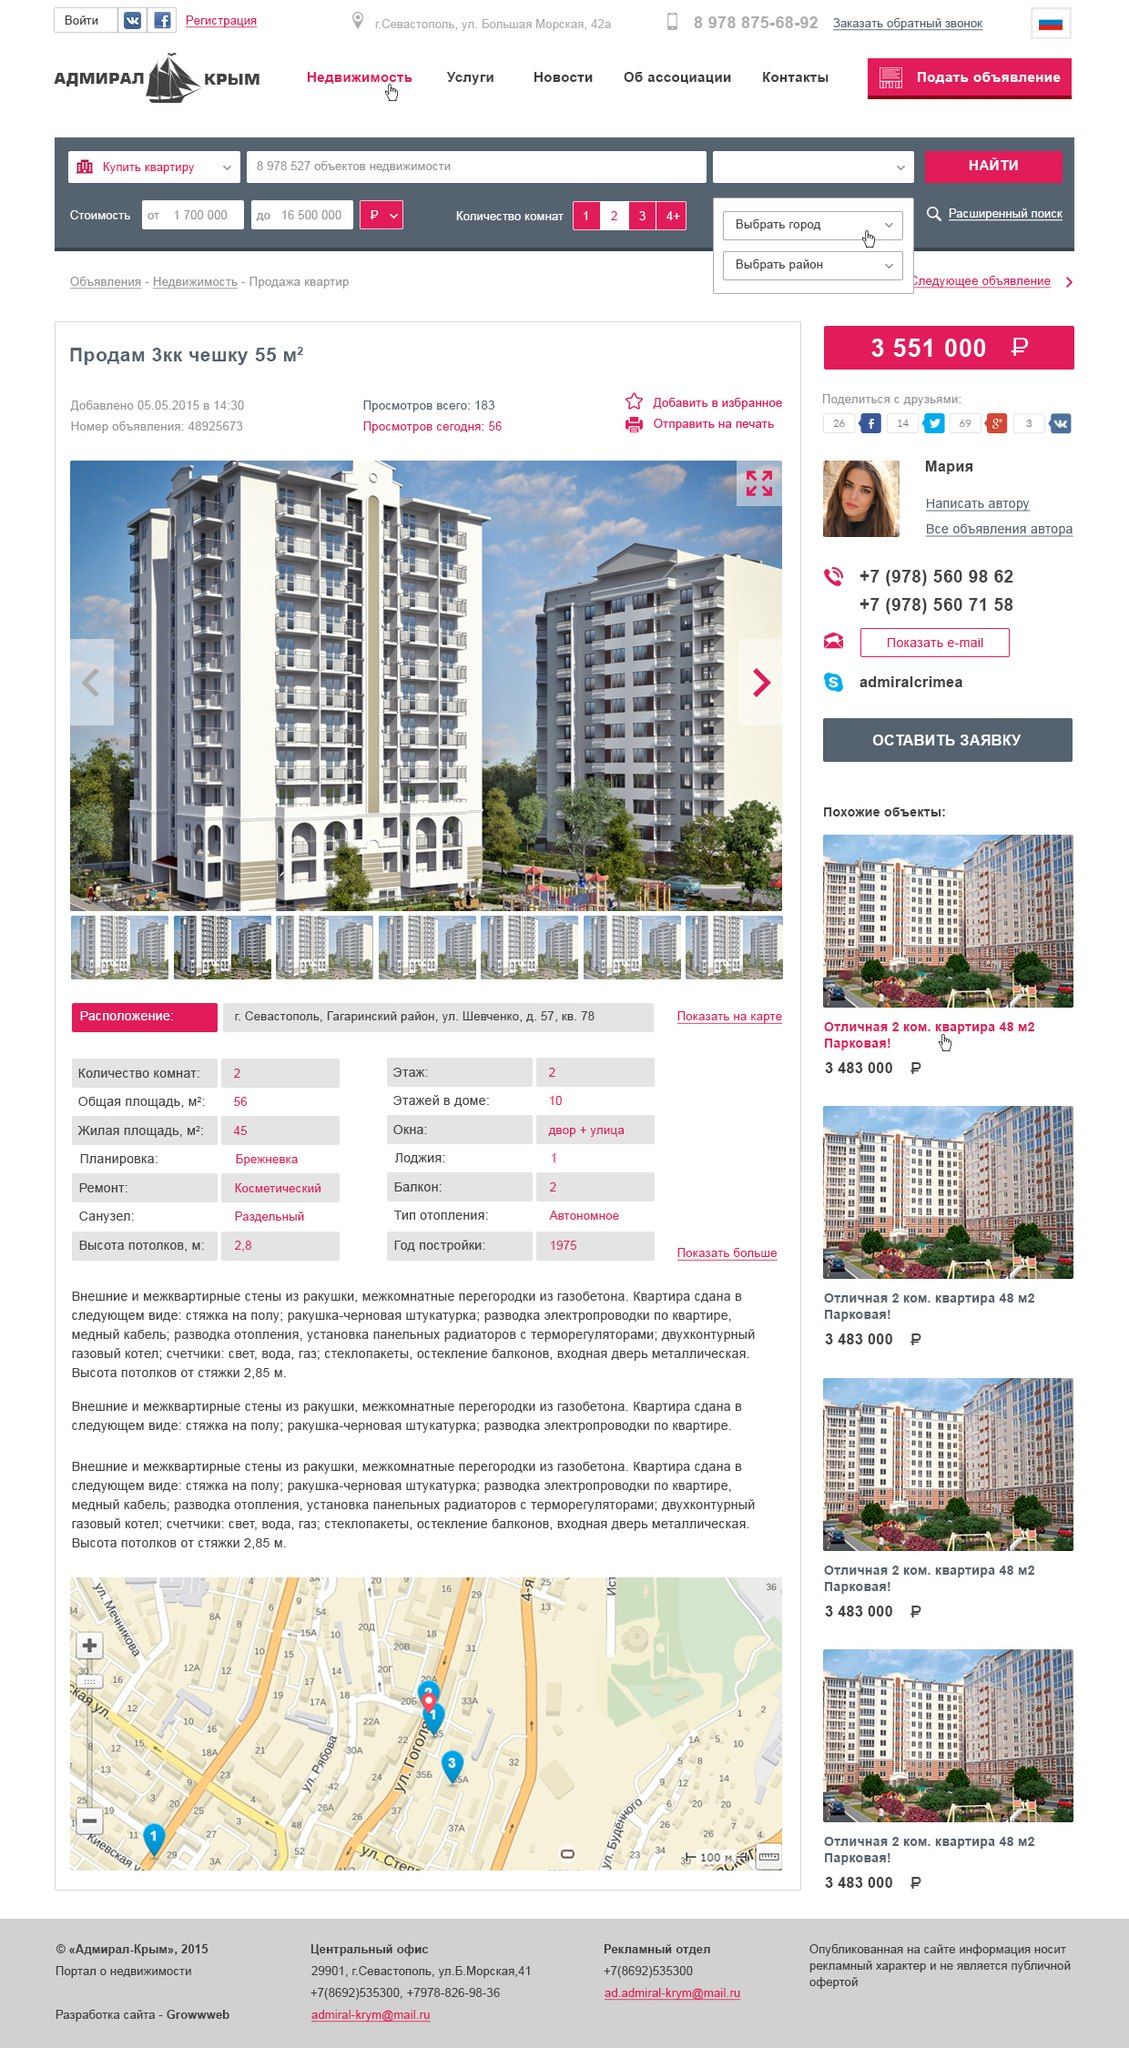 Войти
Регистрация
г.Севастополь, ул. Большая Морская, 42а
8 978 875-68-92
Заказать обратный звонок
АДМИРАЛ КРЫМ
Недвижимость
Услуги
Новости
Об ассоциации
Контакты
Подать объявление
Купить квартиру
8 978 527 объектов недвижимости
НАЙТИ
Стоимость
от 1 700 000
до 16 500 000
₽
Количество комнат
1 2 3 4+
Выбрать город
Выбрать район
Расширенный поиск
Объявления - Недвижимость - Продажа квартир
Следующее объявление
Продам 3кк чешку 55 м²
Добавлено 05.05.2015 в 14:30
Номер объявления: 48925673
Просмотров всего: 183
Просмотров сегодня: 56
Добавить в избранное
Отправить на печать
3 551 000 ₽
Поделиться с друзьями:
26 14 69 3
Мария
Написать автору
Все объявления автора
+7 (978) 560 98 62
+7 (978) 560 71 58
Показать e-mail
admiralcrimea
ОСТАВИТЬ ЗАЯВКУ
Расположение:
г. Севастополь, Гагаринский район, ул. Шевченко, д. 57, кв. 78
Показать на карте
Количество комнат: 2
Общая площадь, м²: 56
Жилая площадь, м²: 45
Планировка: Брежневка
Ремонт: Косметический
Санузел: Раздельный
Высота потолков, м: 2,8
Этаж: 2
Этажей в доме: 10
Окна: двор + улица
Лоджия: 1
Балкон: 2
Тип отопления: Автономное
Год постройки: 1975
Показать больше
Внешние и межквартирные стены из ракушки, межкомнатные перегородки из газобетона. Квартира сдана в
следующем виде: стяжка на полу; ракушка-черновая штукатурка; разводка электропроводки по квартире,
медный кабель; разводка отопления, установка панельных радиаторов с терморегуляторами; двухконтурный
газовый котел; счетчики: свет, вода, газ; стеклопакеты, остекление балконов, входная дверь металлическая.
Высота потолков от стяжки 2,85 м.
Внешние и межквартирные стены из ракушки, межкомнатные перегородки из газобетона. Квартира сдана в
следующем виде: стяжка на полу; ракушка-черновая штукатурка; разводка электропроводки по квартире.
Внешние и межквартирные стены из ракушки, межкомнатные перегородки из газобетона. Квартира сдана в
следующем виде: стяжка на полу; ракушка-черновая штукатурка; разводка электропроводки по квартире,
медный кабель; разводка отопления, установка панельных радиаторов с терморегуляторами; двухконтурный
газовый котел; счетчики: свет, вода, газ; стеклопакеты, остекление балконов, входная дверь металлическая.
Высота потолков от стяжки 2,85 м.
ул. Мечникова
ул. Рябова
ул. Гоголя
ул. Будённого
Киевская
ул. Степ
100 м
Похожие объекты:
Отличная 2 ком. квартира 48 м2
Парковая!
3 483 000 ₽
Отличная 2 ком. квартира 48 м2
Парковая!
3 483 000 ₽
Отличная 2 ком. квартира 48 м2
Парковая!
3 483 000 ₽
Отличная 2 ком. квартира 48 м2
Парковая!
3 483 000 ₽
© «Адмирал-Крым», 2015
Портал о недвижимости
Разработка сайта - Growwweb
Центральный офис
29901, г.Севастополь, ул.Б.Морская,41
+7(8692)535300, +7978-826-98-36
admiral-krym@mail.ru
Рекламный отдел
+7(8692)535300
ad.admiral-krym@mail.ru
Опубликованная на сайте информация носит
рекламный характер и не является публичной
офертой